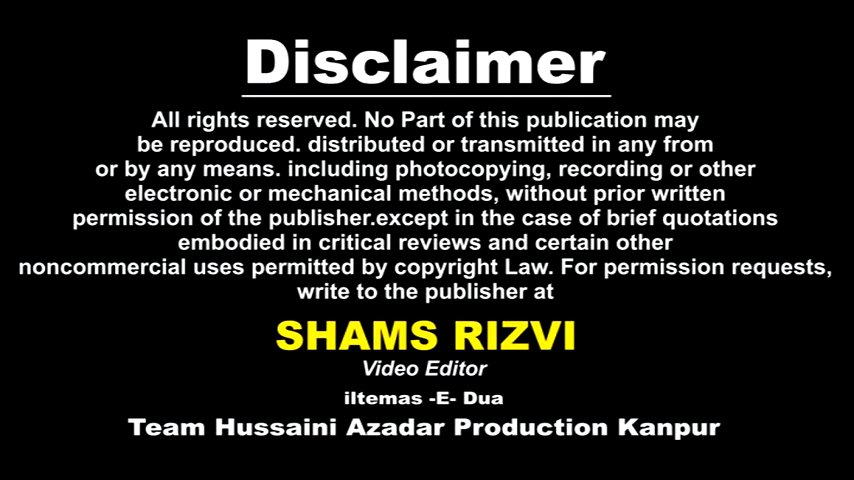 Disclaimer
All rights reserved. No Part of this publication may
be reproduced. distributed or transmitted in any from
or by any means. including photocopying, recording or other
electronic or mechanical methods, without prior written
permission of the publisher.except in the case of brief quotations
embodied in critical reviews and certain other
noncommercial uses permitted by copyright Law. For permission requests,
write to the publisher at
SHAMS RIZVI
Video Editor
iltemas -E- Dua
Team Hussaini Azadar Production Kanpur